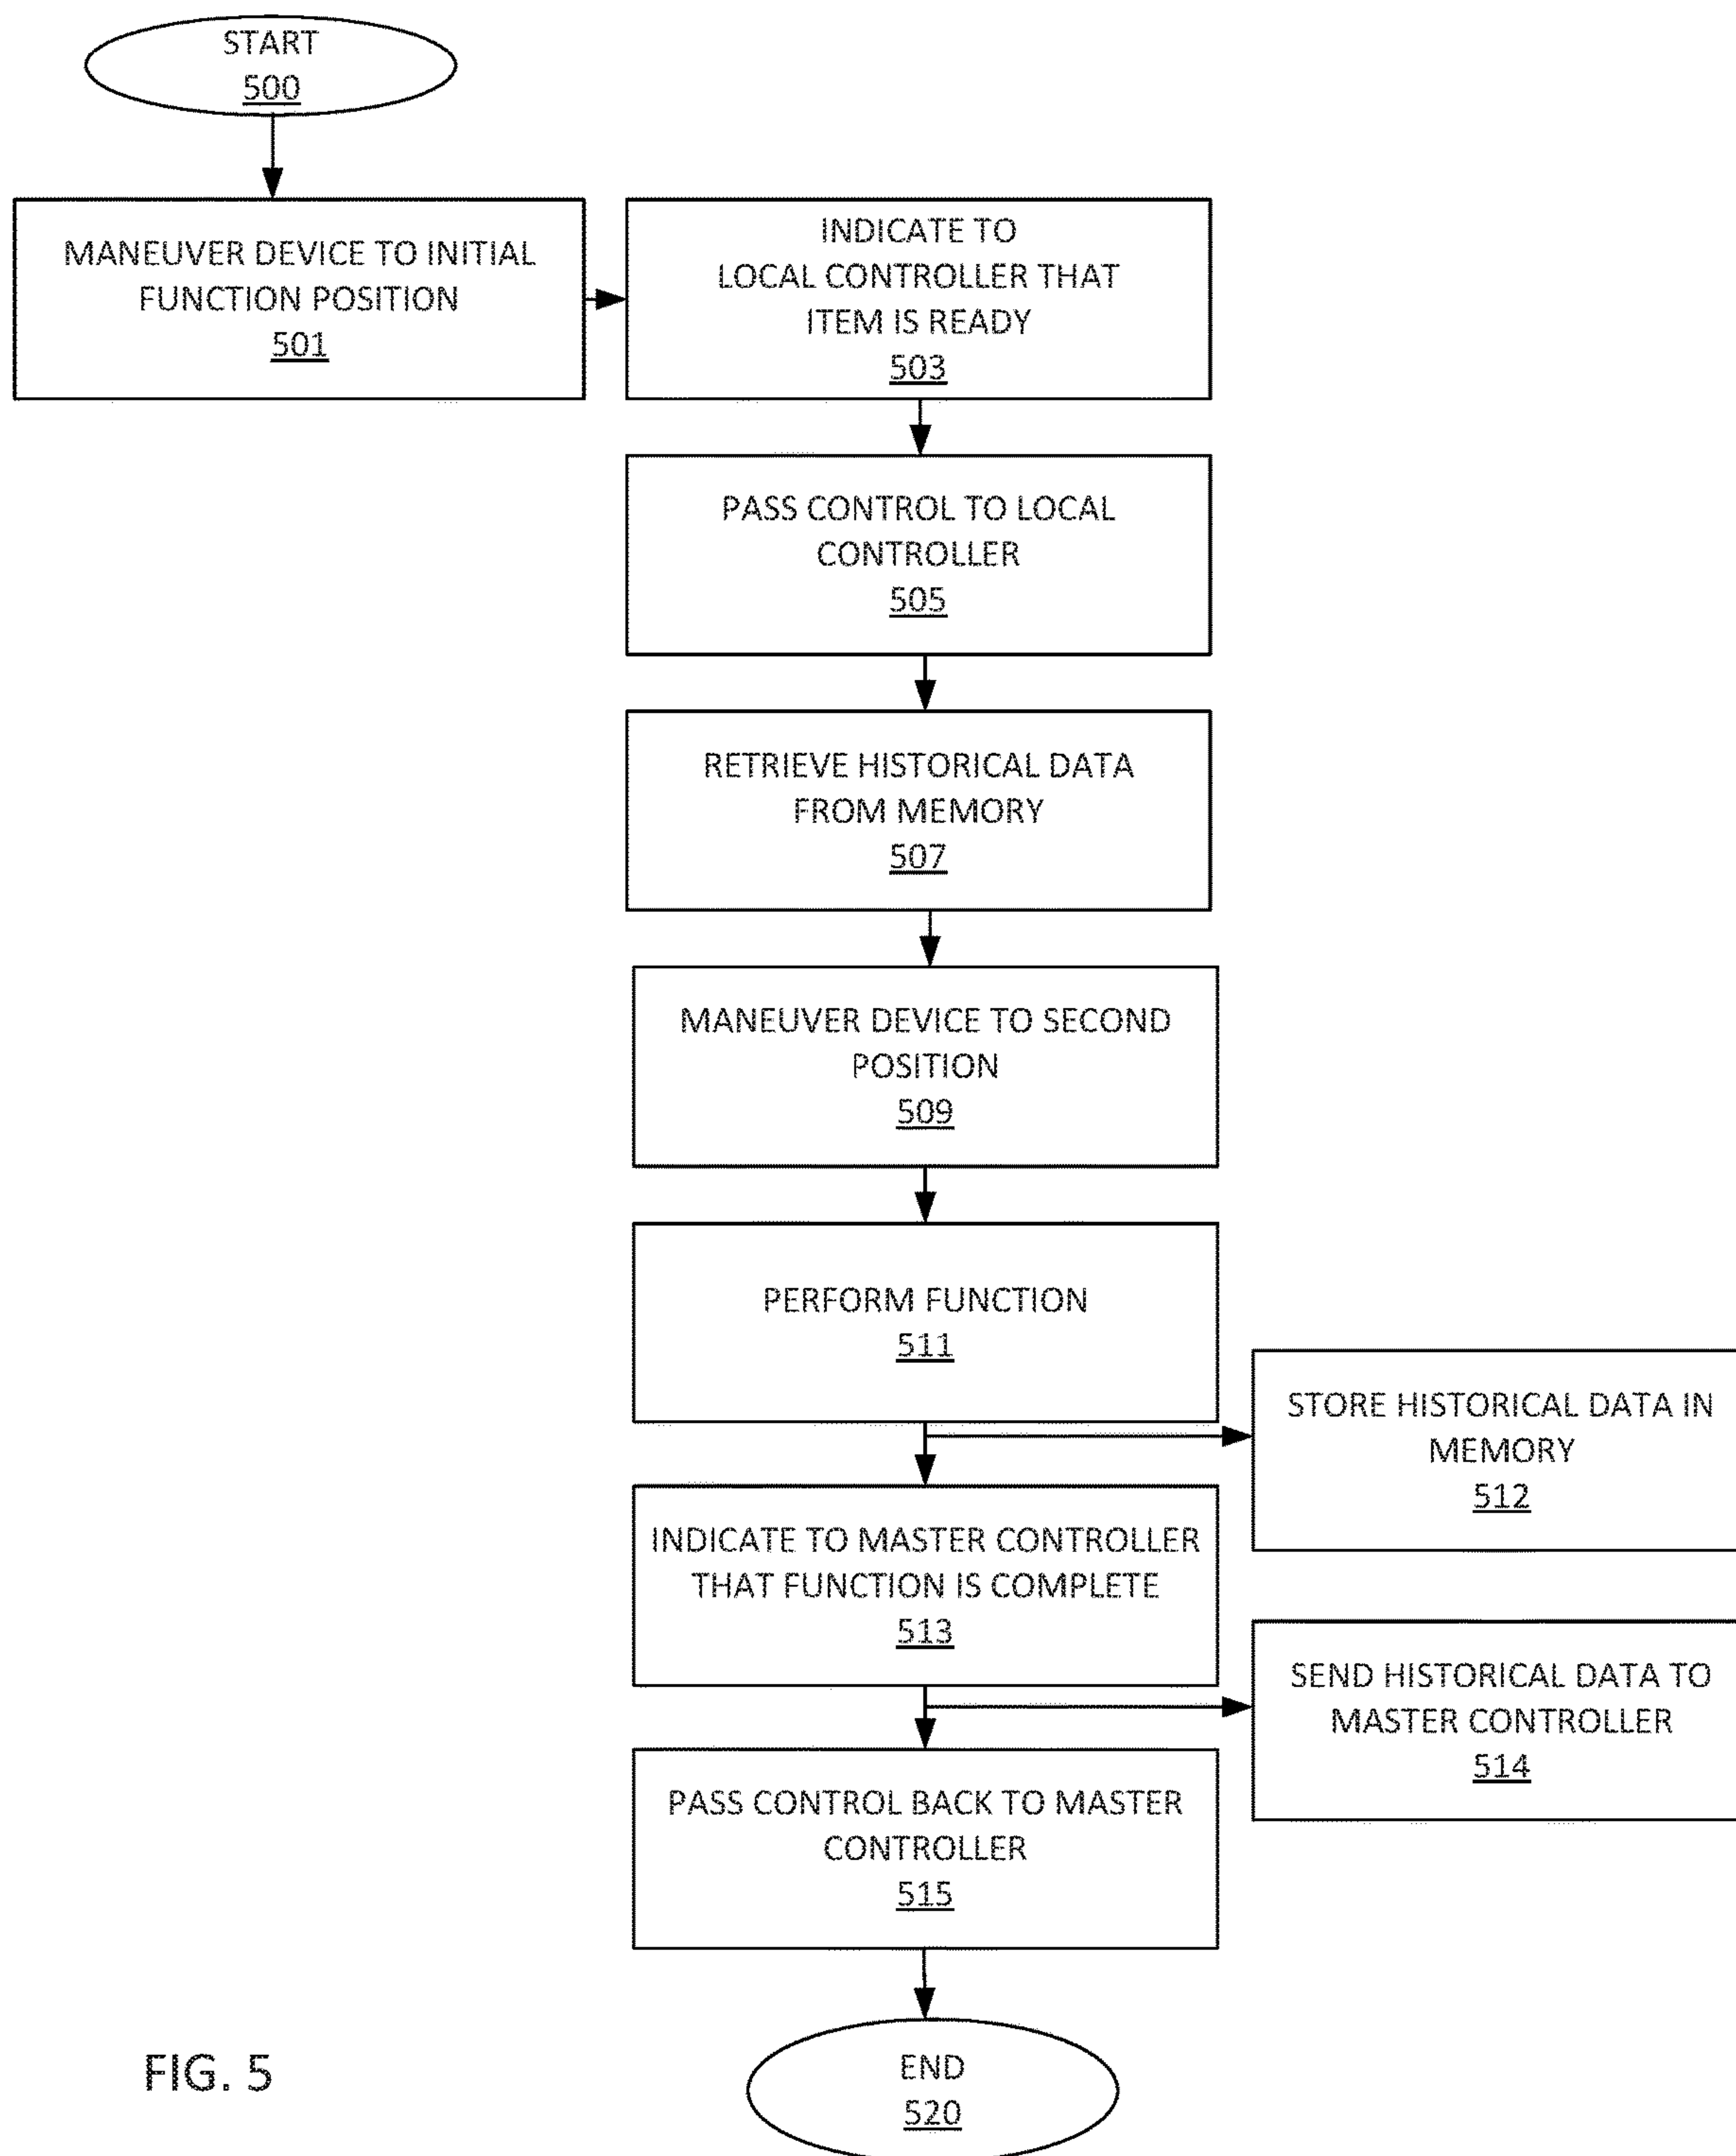 START
500
MANEUVER DEVICE TO INITIAL
FUNCTION POSITION
501
INDICATE TO
LOCAL CONTROLLER THAT
ITEM IS READY
503
PASS CONTROL TO LOCAL
CONTROLLER
505
RETRIEVE HISTORICAL DATA
FROM MEMORY
507
MANEUVER DEVICE TO SECOND
POSITION
509
PERFORM FUNCTION
511
STORE HISTORICAL DATA IN
MEMORY
512
INDICATE TO MASTER CONTROLLER
THAT FUNCTION IS COMPLETE
513
SEND HISTORICAL DATA TO
MASTER CONTROLLER
514
PASS CONTROL BACK TO MASTER
CONTROLLER
515
END
520
FIG. 5